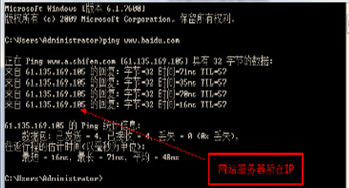 Microsoft Windows [版本 6.1.7600]
版权所有 (c) 2009 Microsoft Corporation。保留所有权利。
C:\Users\Administrator>ping www.baidu.com
正在 Ping www.a.shifen.com [61.135.169.105] 具有 32 字节的数据:
来自 61.135.169.105 的回复: 字节=32 时间=71ms TTL=57
来自 61.135.169.105 的回复: 字节=32 时间=35ms TTL=57
来自 61.135.169.105 的回复: 字节=32 时间=70ms TTL=57
来自 61.135.169.105 的回复: 字节=32 时间=16ms TTL=57
61.135.169.105 的 Ping 统计信息:
数据包: 已发送 = 4，已接收 = 4，丢失 = 0 (0% 丢失)，
往返行程的估计时间(以毫秒为单位):
最短 = 16ms，最长 = 71ms，平均 = 48ms
网站服务器所在IP
C:\Users\Administrator>